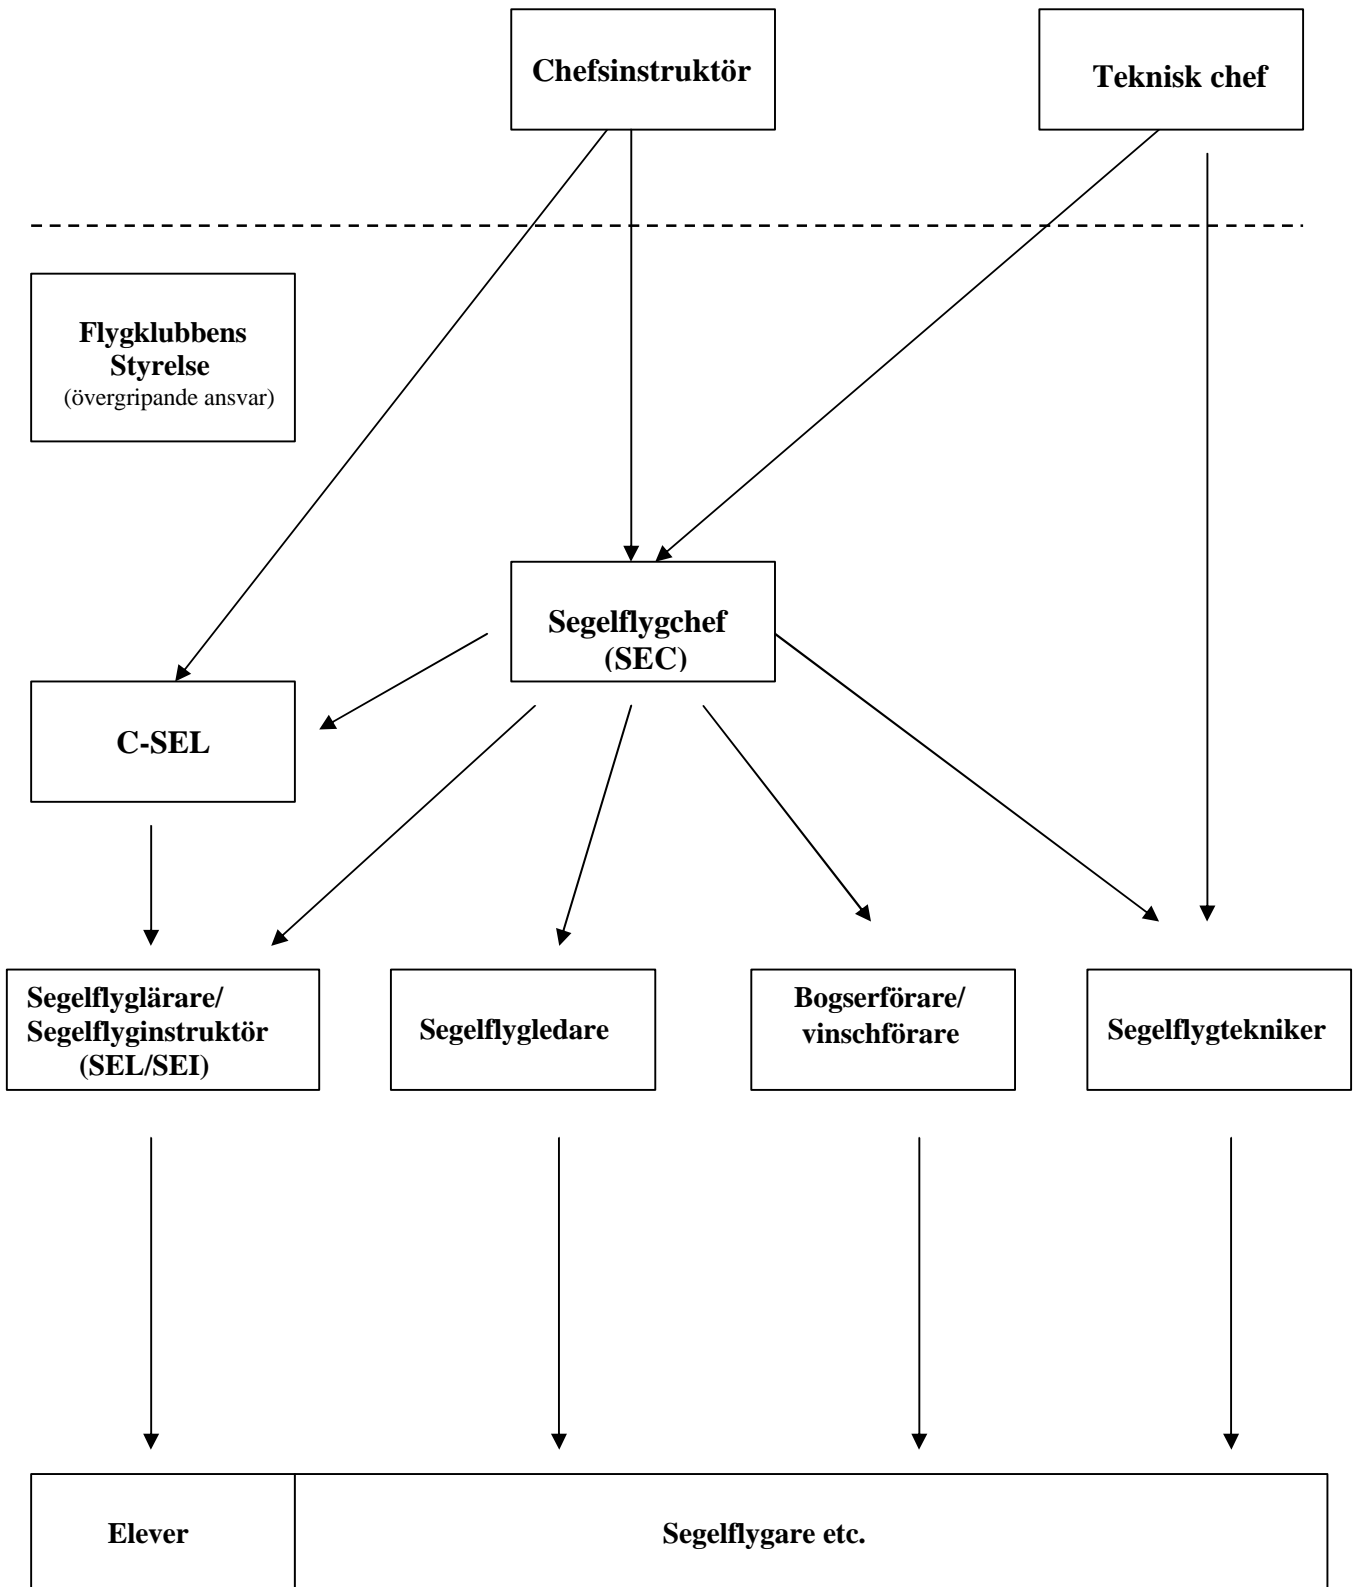 Chefsinstruktör
Teknisk chef
Flygklubbens
Styrelse
(övergripande ansvar)
Segelflygchef
(SEC)
C-SEL
Segelflyglärare/
Segelflyginstruktör
(SEL/SEI)
Segelflygledare
Bogserförare/
vinschförare
Segelflygtekniker
Elever
Segelflygare etc.